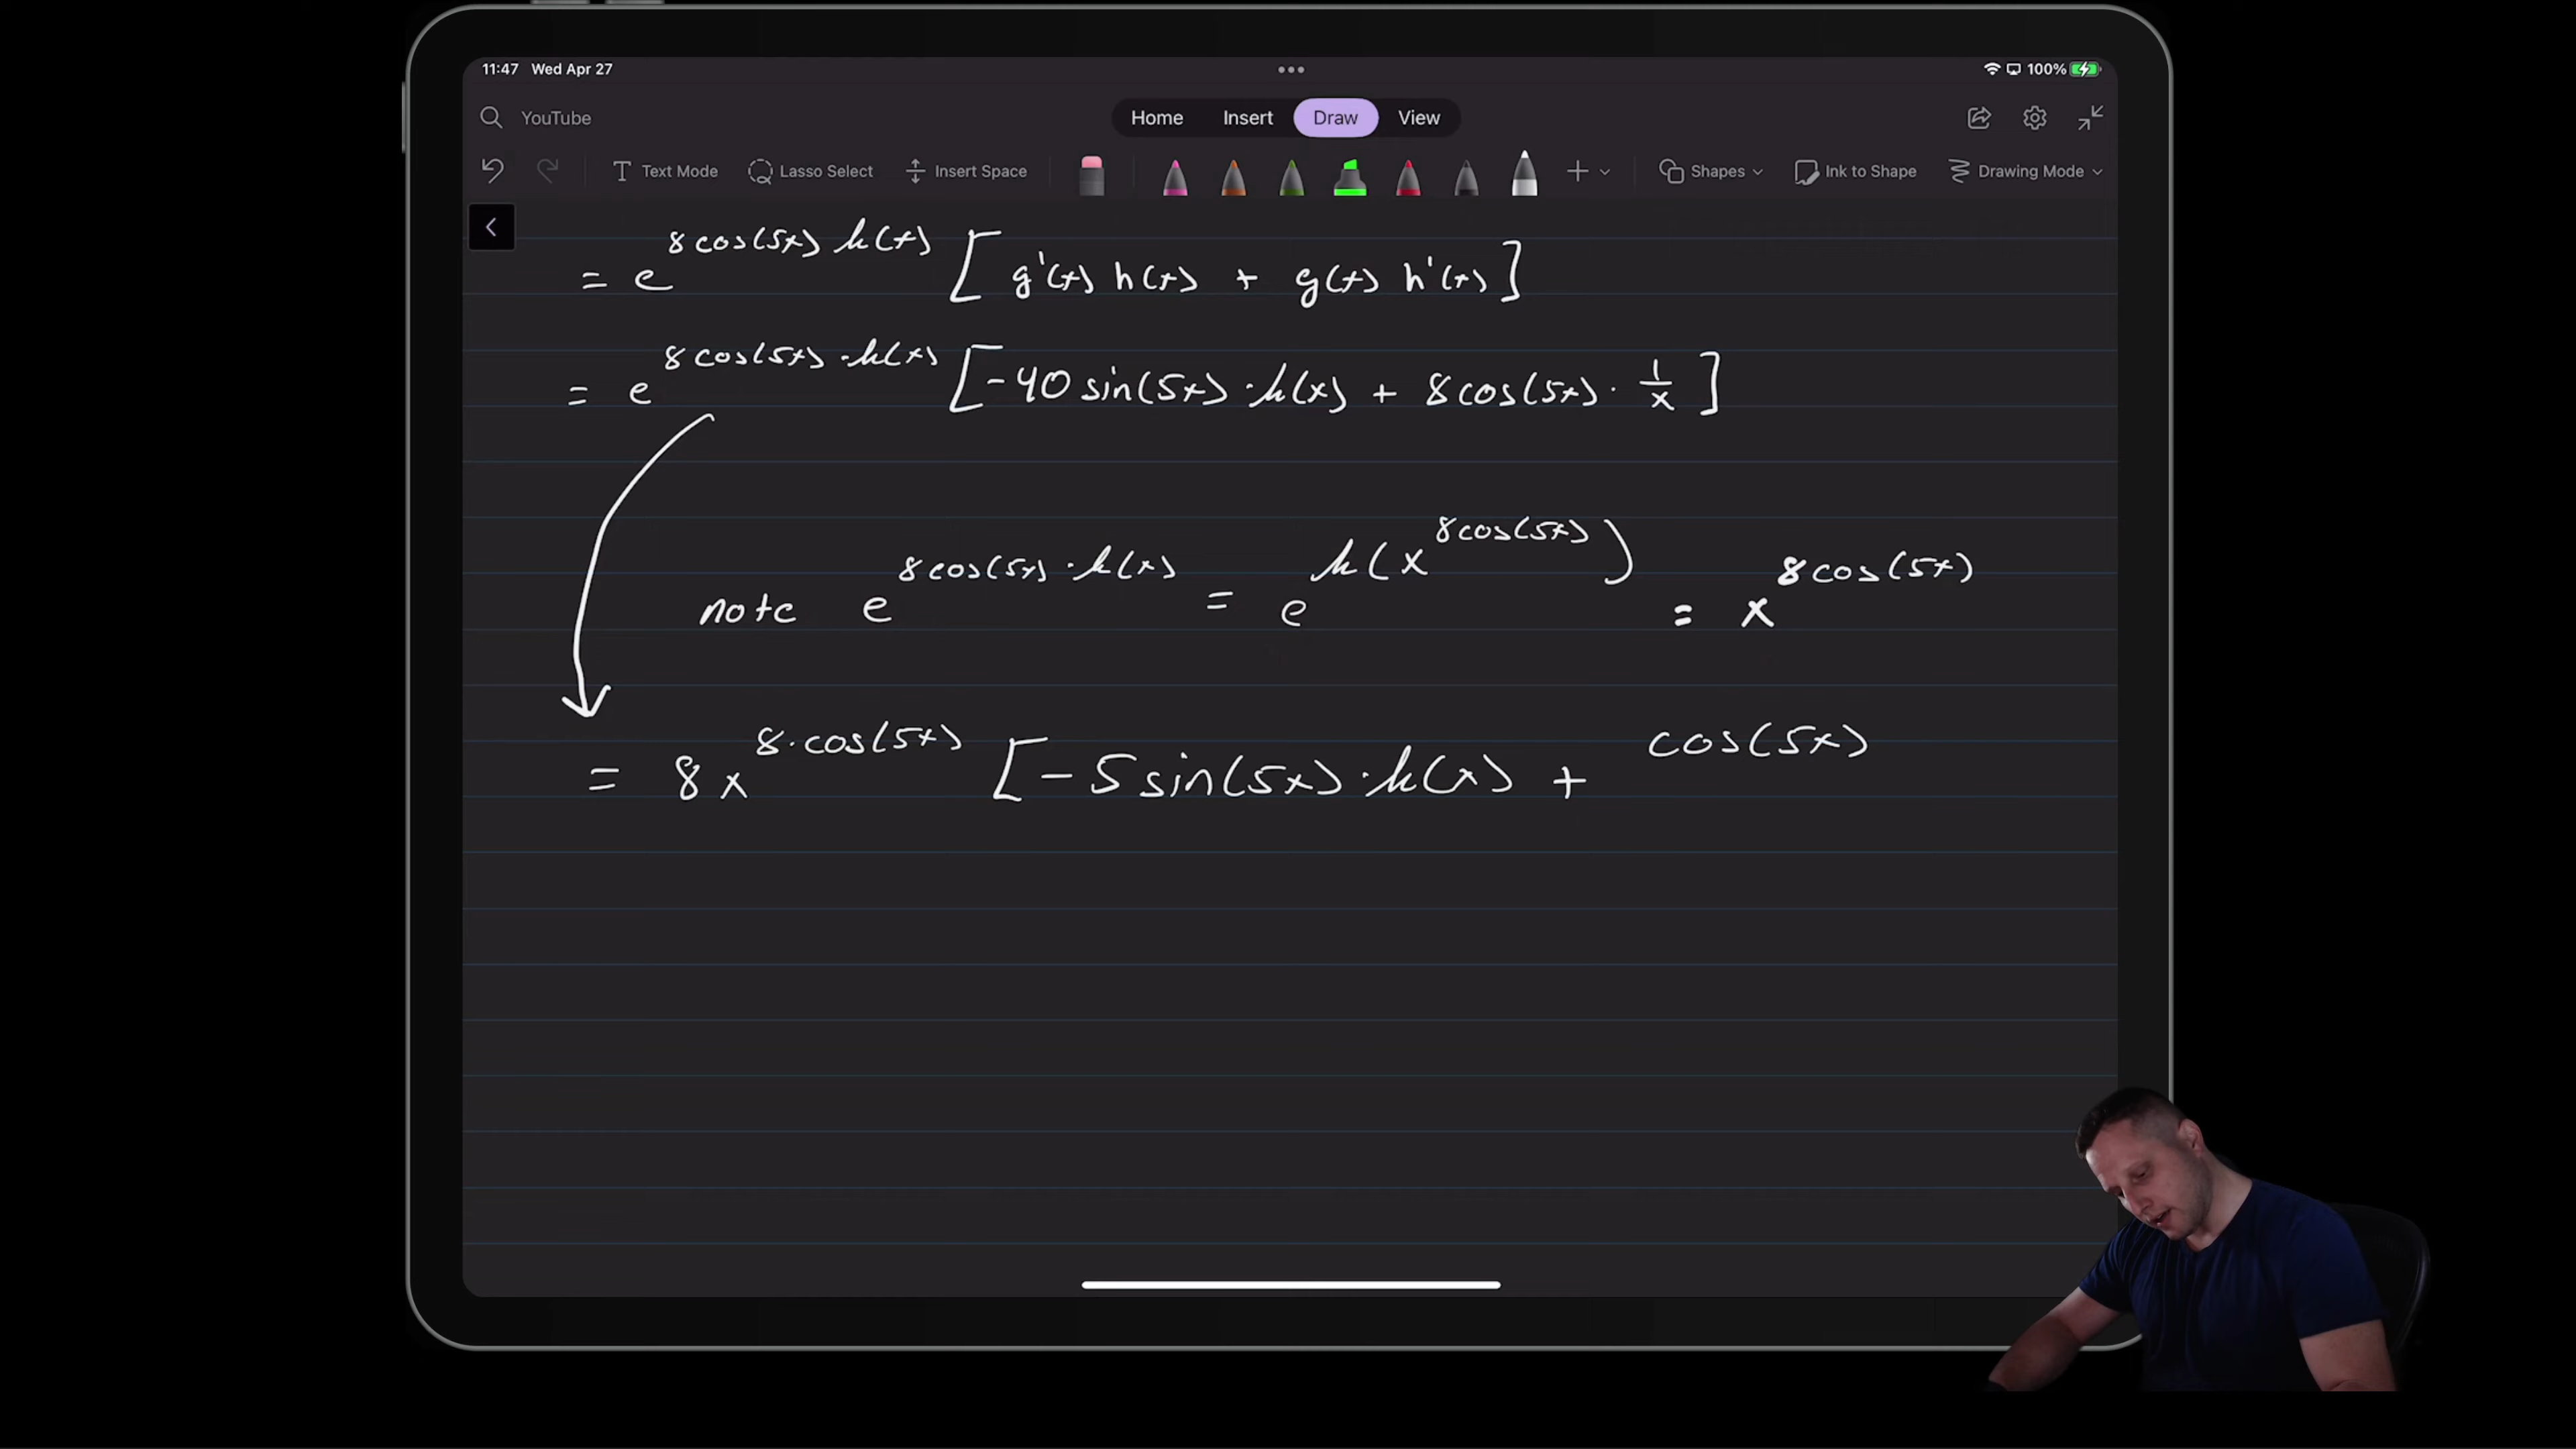 11:47 Wed Apr 27 100%
YouTube Home Insert Draw View
Text Mode Lasso Select Insert Space Shapes Ink to Shape Drawing Mode
= e^{8cos(5x) ln(x)} [ g'(x) h(x) + g(x) h'(x) ]
= e^{8cos(5x) · ln(x)} [ -40 sin(5x) · ln(x) + 8cos(5x) · 1/x ]
note e^{8cos(5x) · ln(x)} = e^{ln(x^{8cos(5x)})} = x^{8cos(5x)}
= 8x^{8·cos(5x)} [ -5 sin(5x) · ln(x) + cos(5x)